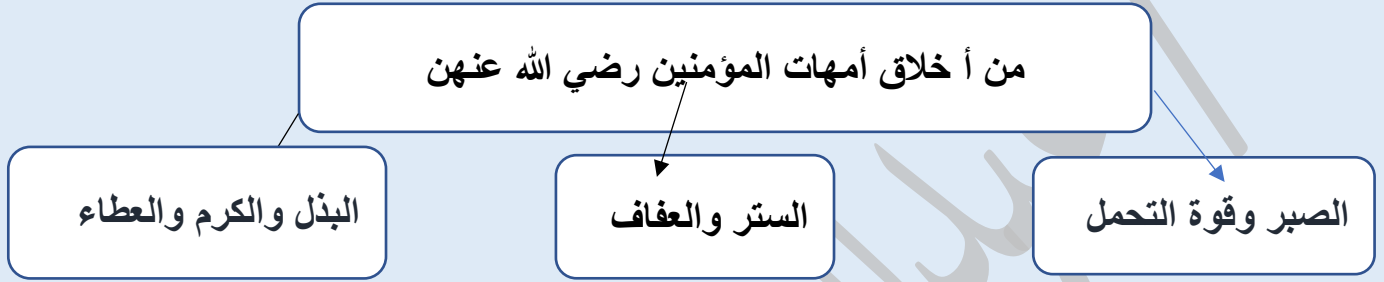 من أ خلاق أمهات المؤمنين رضي الله عنهن
الصبر وقوة التحمل
الستر والعفاف
البذل والكرم والعطاء